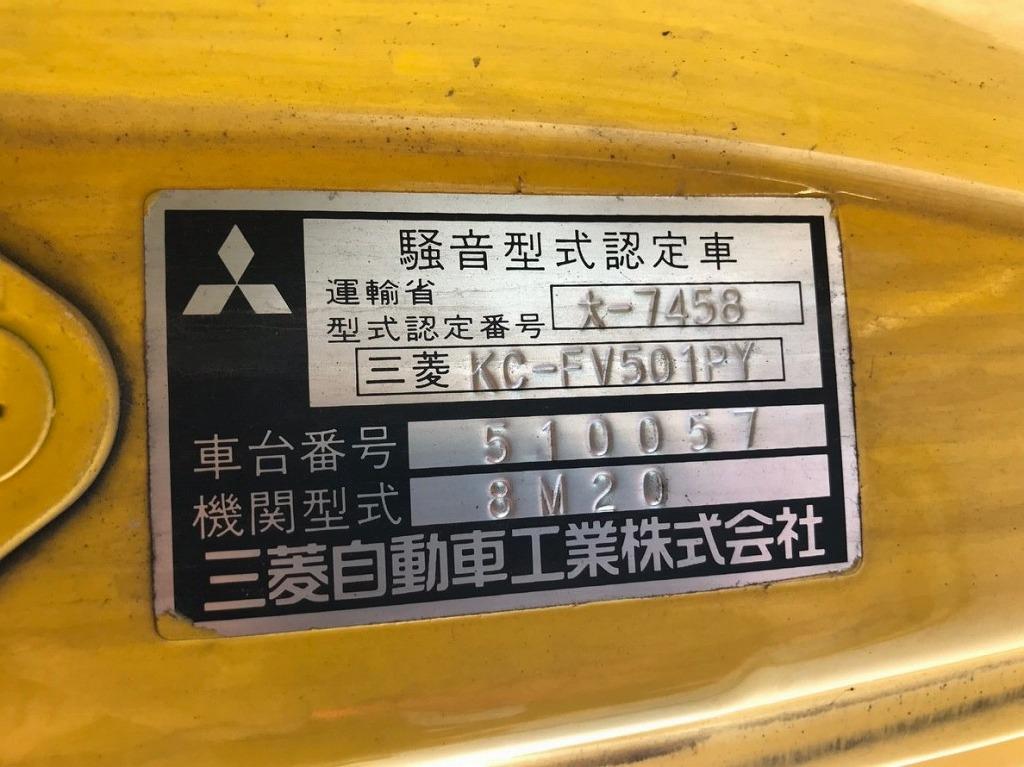 騒音型式認定車
運輸省
型式認定番号 大-7458
三菱 KC-FV501PY
車台番号 510057
機関型式 8M20
三菱自動車工業株式会社